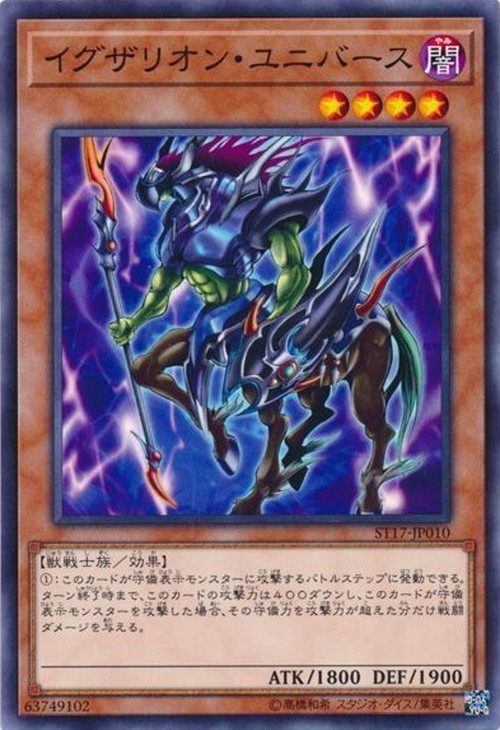 イグザリオン・ユニバース
闇
ST17-JP010
【獣戦士族/効果】
①:このカードが守備表示モンスターに攻撃するバトルステップに発動できる。
ターン終了時まで、このカードの攻撃力は400ダウンし、このカードが守備
表示モンスターを攻撃した場合、その守備力を攻撃力が超えた分だけ戦闘
ダメージを与える。
ATK/1800 DEF/1900
63749102
©高橋和希 スタジオ・ダイス/集英社